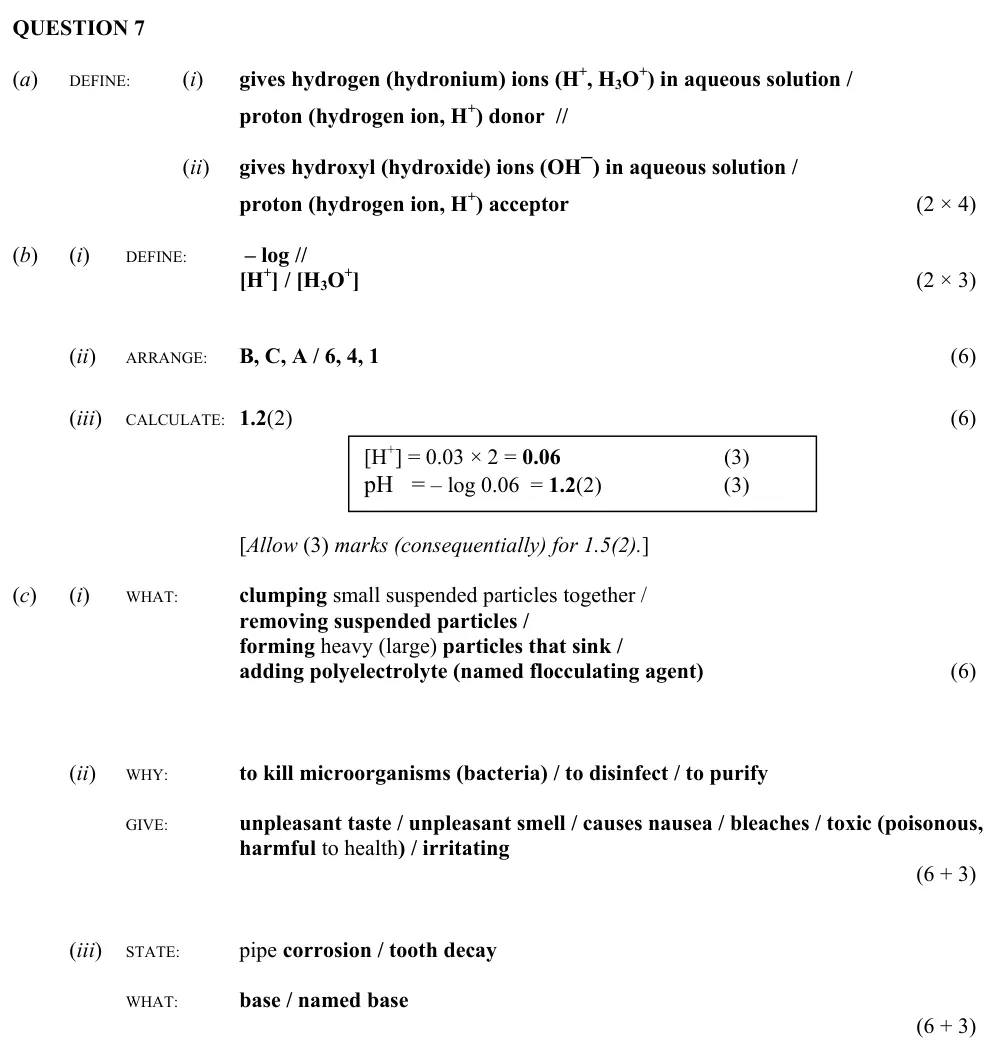 QUESTION 7
(a) DEFINE: (i) gives hydrogen (hydronium) ions (H⁺, H₃O⁺) in aqueous solution /
proton (hydrogen ion, H⁺) donor //
(ii) gives hydroxyl (hydroxide) ions (OH⁻) in aqueous solution /
proton (hydrogen ion, H⁺) acceptor (2 × 4)
(b) (i) DEFINE: – log //
[H⁺] / [H₃O⁺] (2 × 3)
(ii) ARRANGE: B, C, A / 6, 4, 1 (6)
(iii) CALCULATE: 1.2(2) (6)
[H⁺] = 0.03 × 2 = 0.06 (3)
pH = – log 0.06 = 1.2(2) (3)
[Allow (3) marks (consequentially) for 1.5(2).]
(c) (i) WHAT: clumping small suspended particles together /
removing suspended particles /
forming heavy (large) particles that sink /
adding polyelectrolyte (named flocculating agent) (6)
(ii) WHY: to kill microorganisms (bacteria) / to disinfect / to purify
GIVE: unpleasant taste / unpleasant smell / causes nausea / bleaches / toxic (poisonous,
harmful to health) / irritating
(6 + 3)
(iii) STATE: pipe corrosion / tooth decay
WHAT: base / named base
(6 + 3)